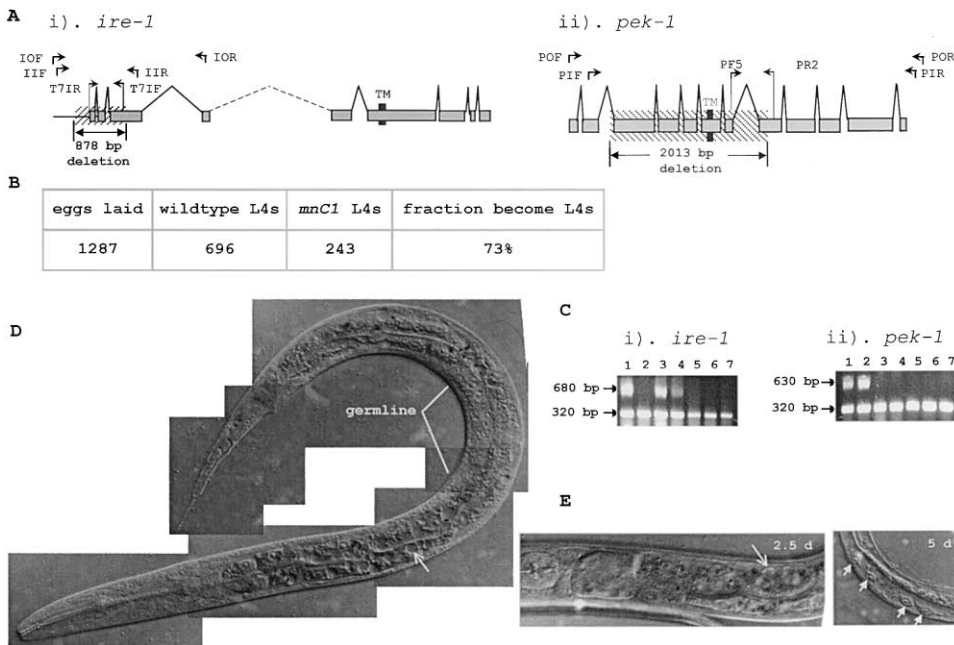 A
i). ire-1
IOF
IIF
T7IR
IIR
T7IF
IOR
TM
878 bp
deletion
ii). pek-1
POF
PIF
PF5
PR2
POR
PIR
TM
2013 bp
deletion
B
eggs laid wildtype L4s mnC1 L4s fraction become L4s
1287 696 243 73%
D
germline
C
i). ire-1
1 2 3 4 5 6 7
680 bp
320 bp
ii). pek-1
1 2 3 4 5 6 7
630 bp
320 bp
E
2.5 d
5 d